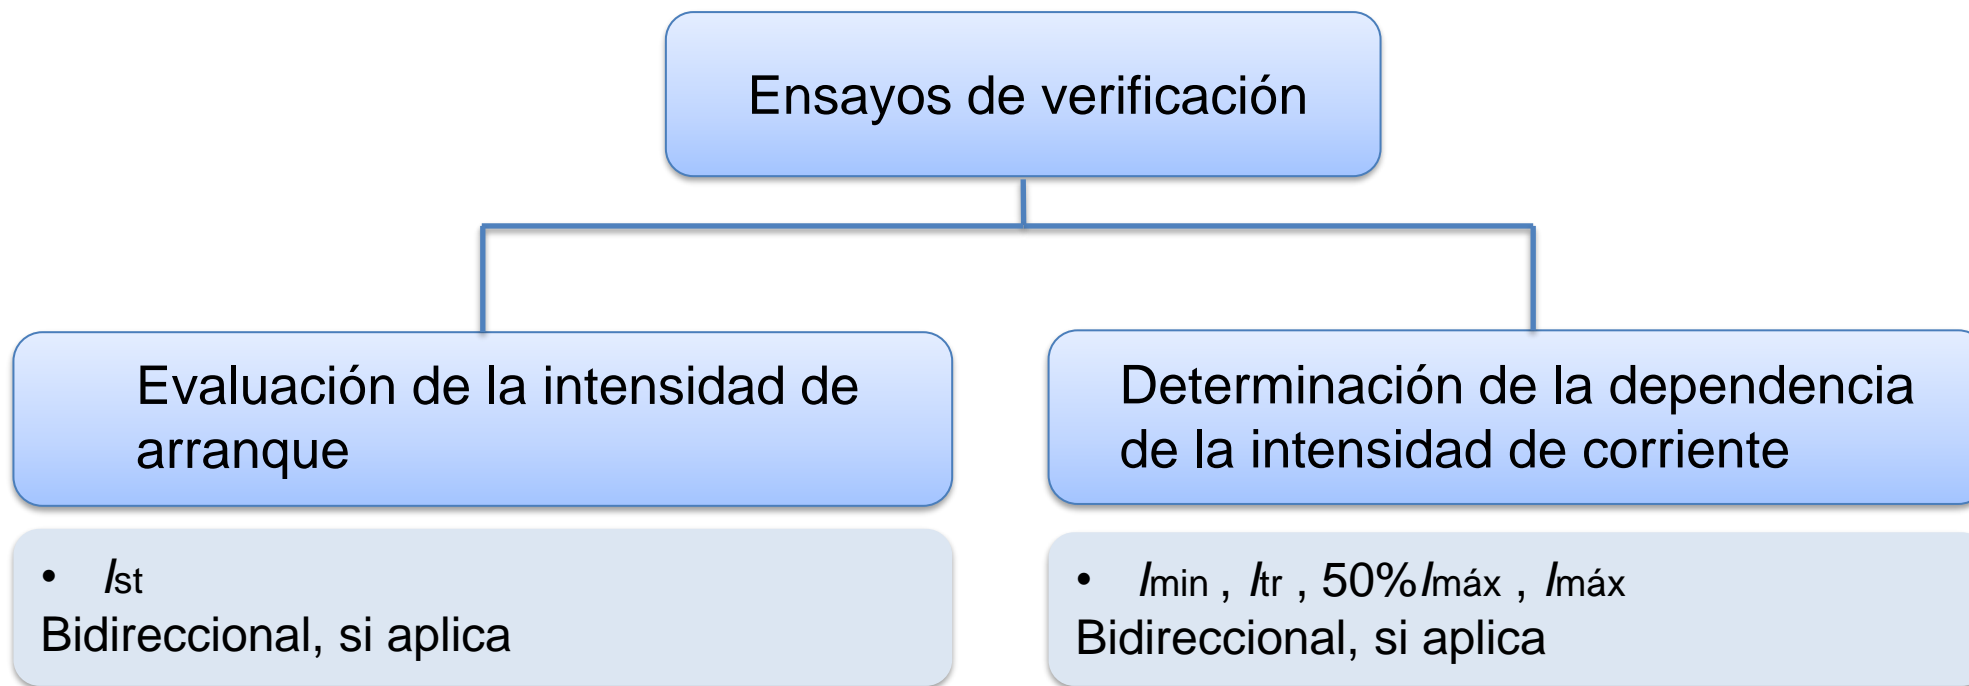 Ensayos de verificación
Evaluación de la intensidad de
arranque
• Ist
Bidireccional, si aplica
Determinación de la dependencia
de la intensidad de corriente
• Imin , Itr , 50%Imáx , Imáx
Bidireccional, si aplica